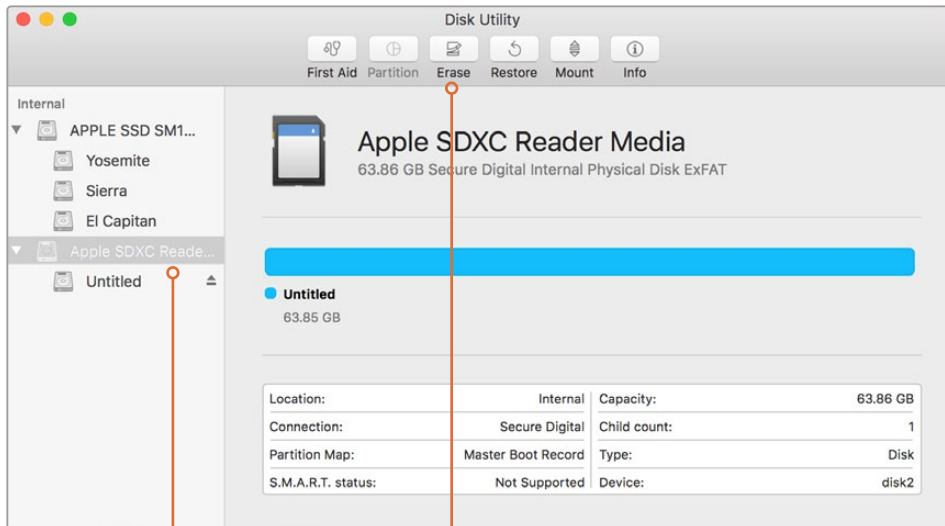 Disk Utility
First Aid Partition Erase Restore Mount Info
Internal
APPLE SSD SM1...
Yosemite
Sierra
El Capitan
Apple SDXC Reade...
Untitled
Apple SDXC Reader Media
63.86 GB Secure Digital Internal Physical Disk ExFAT
Untitled
63.85 GB
Location: Internal Capacity: 63.86 GB
Connection: Secure Digital Child count: 1
Partition Map: Master Boot Record Type: Disk
S.M.A.R.T. status: Not Supported Device: disk2